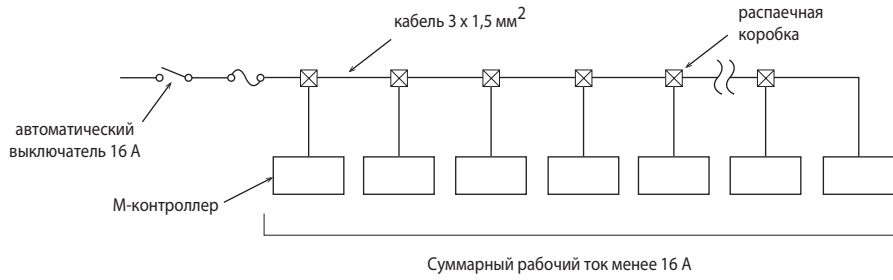 кабель 3 х 1,5 мм²
распаечная
коробка
автоматический
выключатель 16 А
М-контроллер
Суммарный рабочий ток менее 16 А